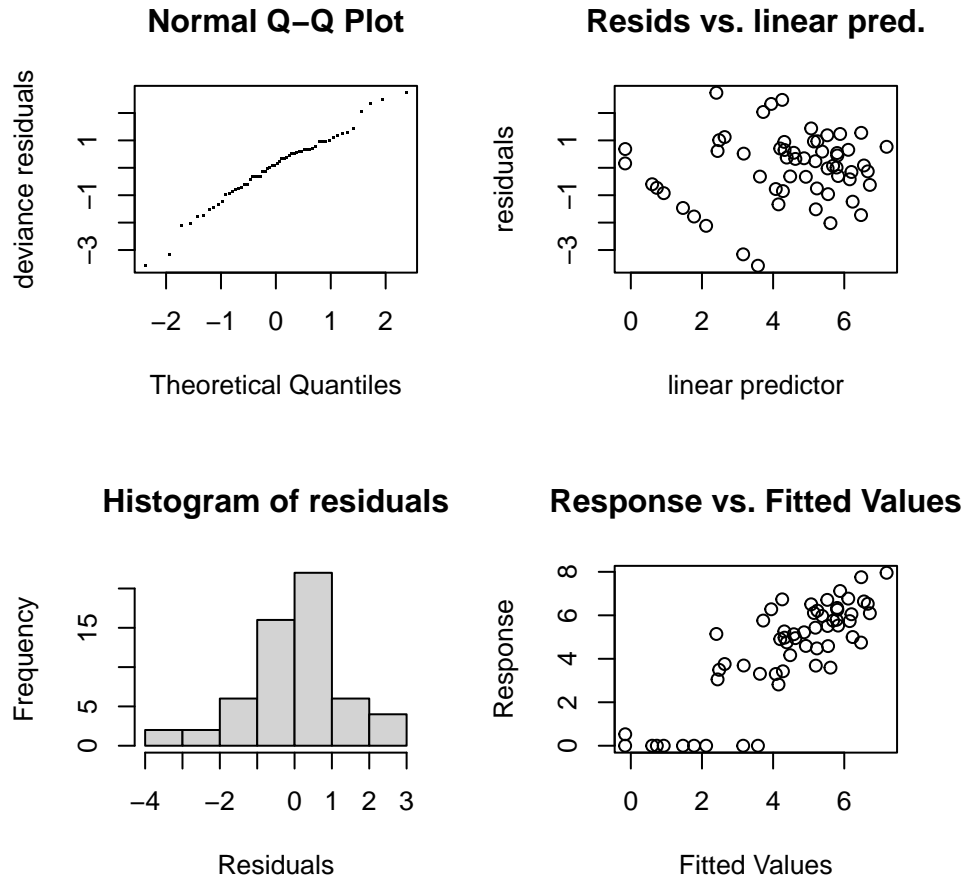 Normal Q−Q Plot
deviance residuals
−3
−1
1
−2
−1
0
1
2
Theoretical Quantiles
Resids vs. linear pred.
residuals
−3
−1
1
0
2
4
6
linear predictor
Histogram of residuals
Frequency
0
5
15
−4
−2
0
1
2
3
Residuals
Response vs. Fitted Values
Response
0
2
4
6
8
0
2
4
6
Fitted Values